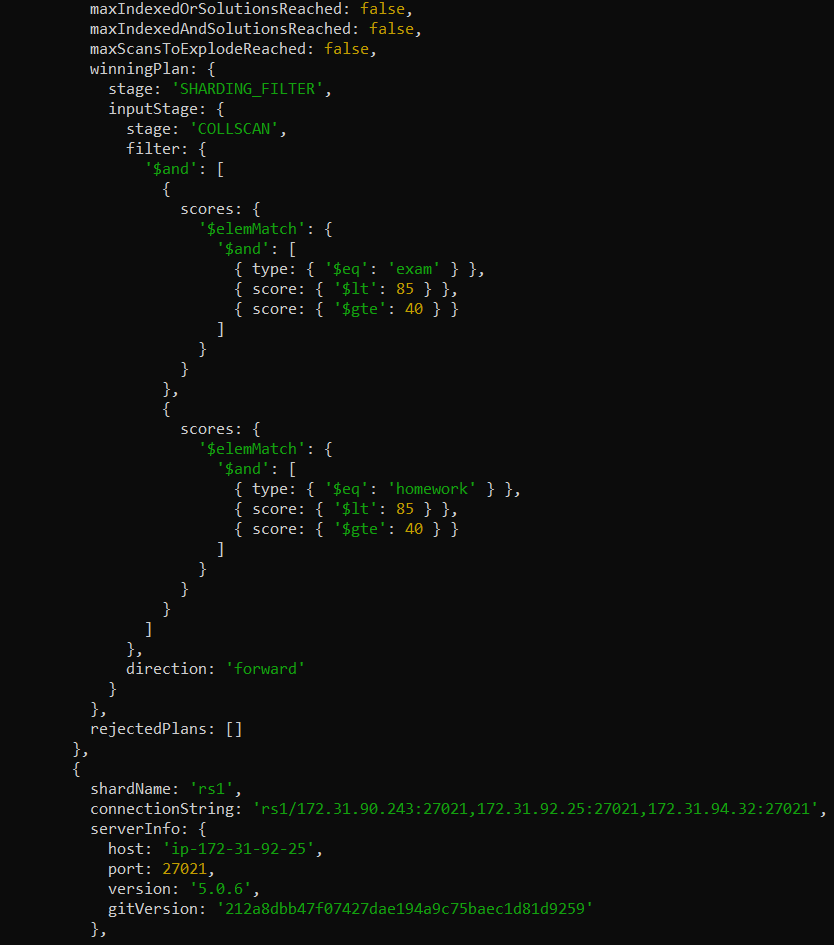 maxIndexedOrSolutionsReached: false,
maxIndexedAndSolutionsReached: false,
maxScansToExplodeReached: false,
winningPlan: {
stage: 'SHARDING_FILTER',
inputStage: {
stage: 'COLLSCAN',
filter: {
'$and': [
{
scores: {
'$elemMatch': {
'$and': [
{ type: { '$eq': 'exam' } },
{ score: { '$lt': 85 } },
{ score: { '$gte': 40 } }
]
}
}
},
{
scores: {
'$elemMatch': {
'$and': [
{ type: { '$eq': 'homework' } },
{ score: { '$lt': 85 } },
{ score: { '$gte': 40 } }
]
}
}
}
]
},
direction: 'forward'
}
},
rejectedPlans: []
},
{
shardName: 'rs1',
connectionString: 'rs1/172.31.90.243:27021,172.31.92.25:27021,172.31.94.32:27021',
serverInfo: {
host: 'ip-172-31-92-25',
port: 27021,
version: '5.0.6',
gitVersion: '212a8dbb47f07427dae194a9c75baec1d81d9259'
},